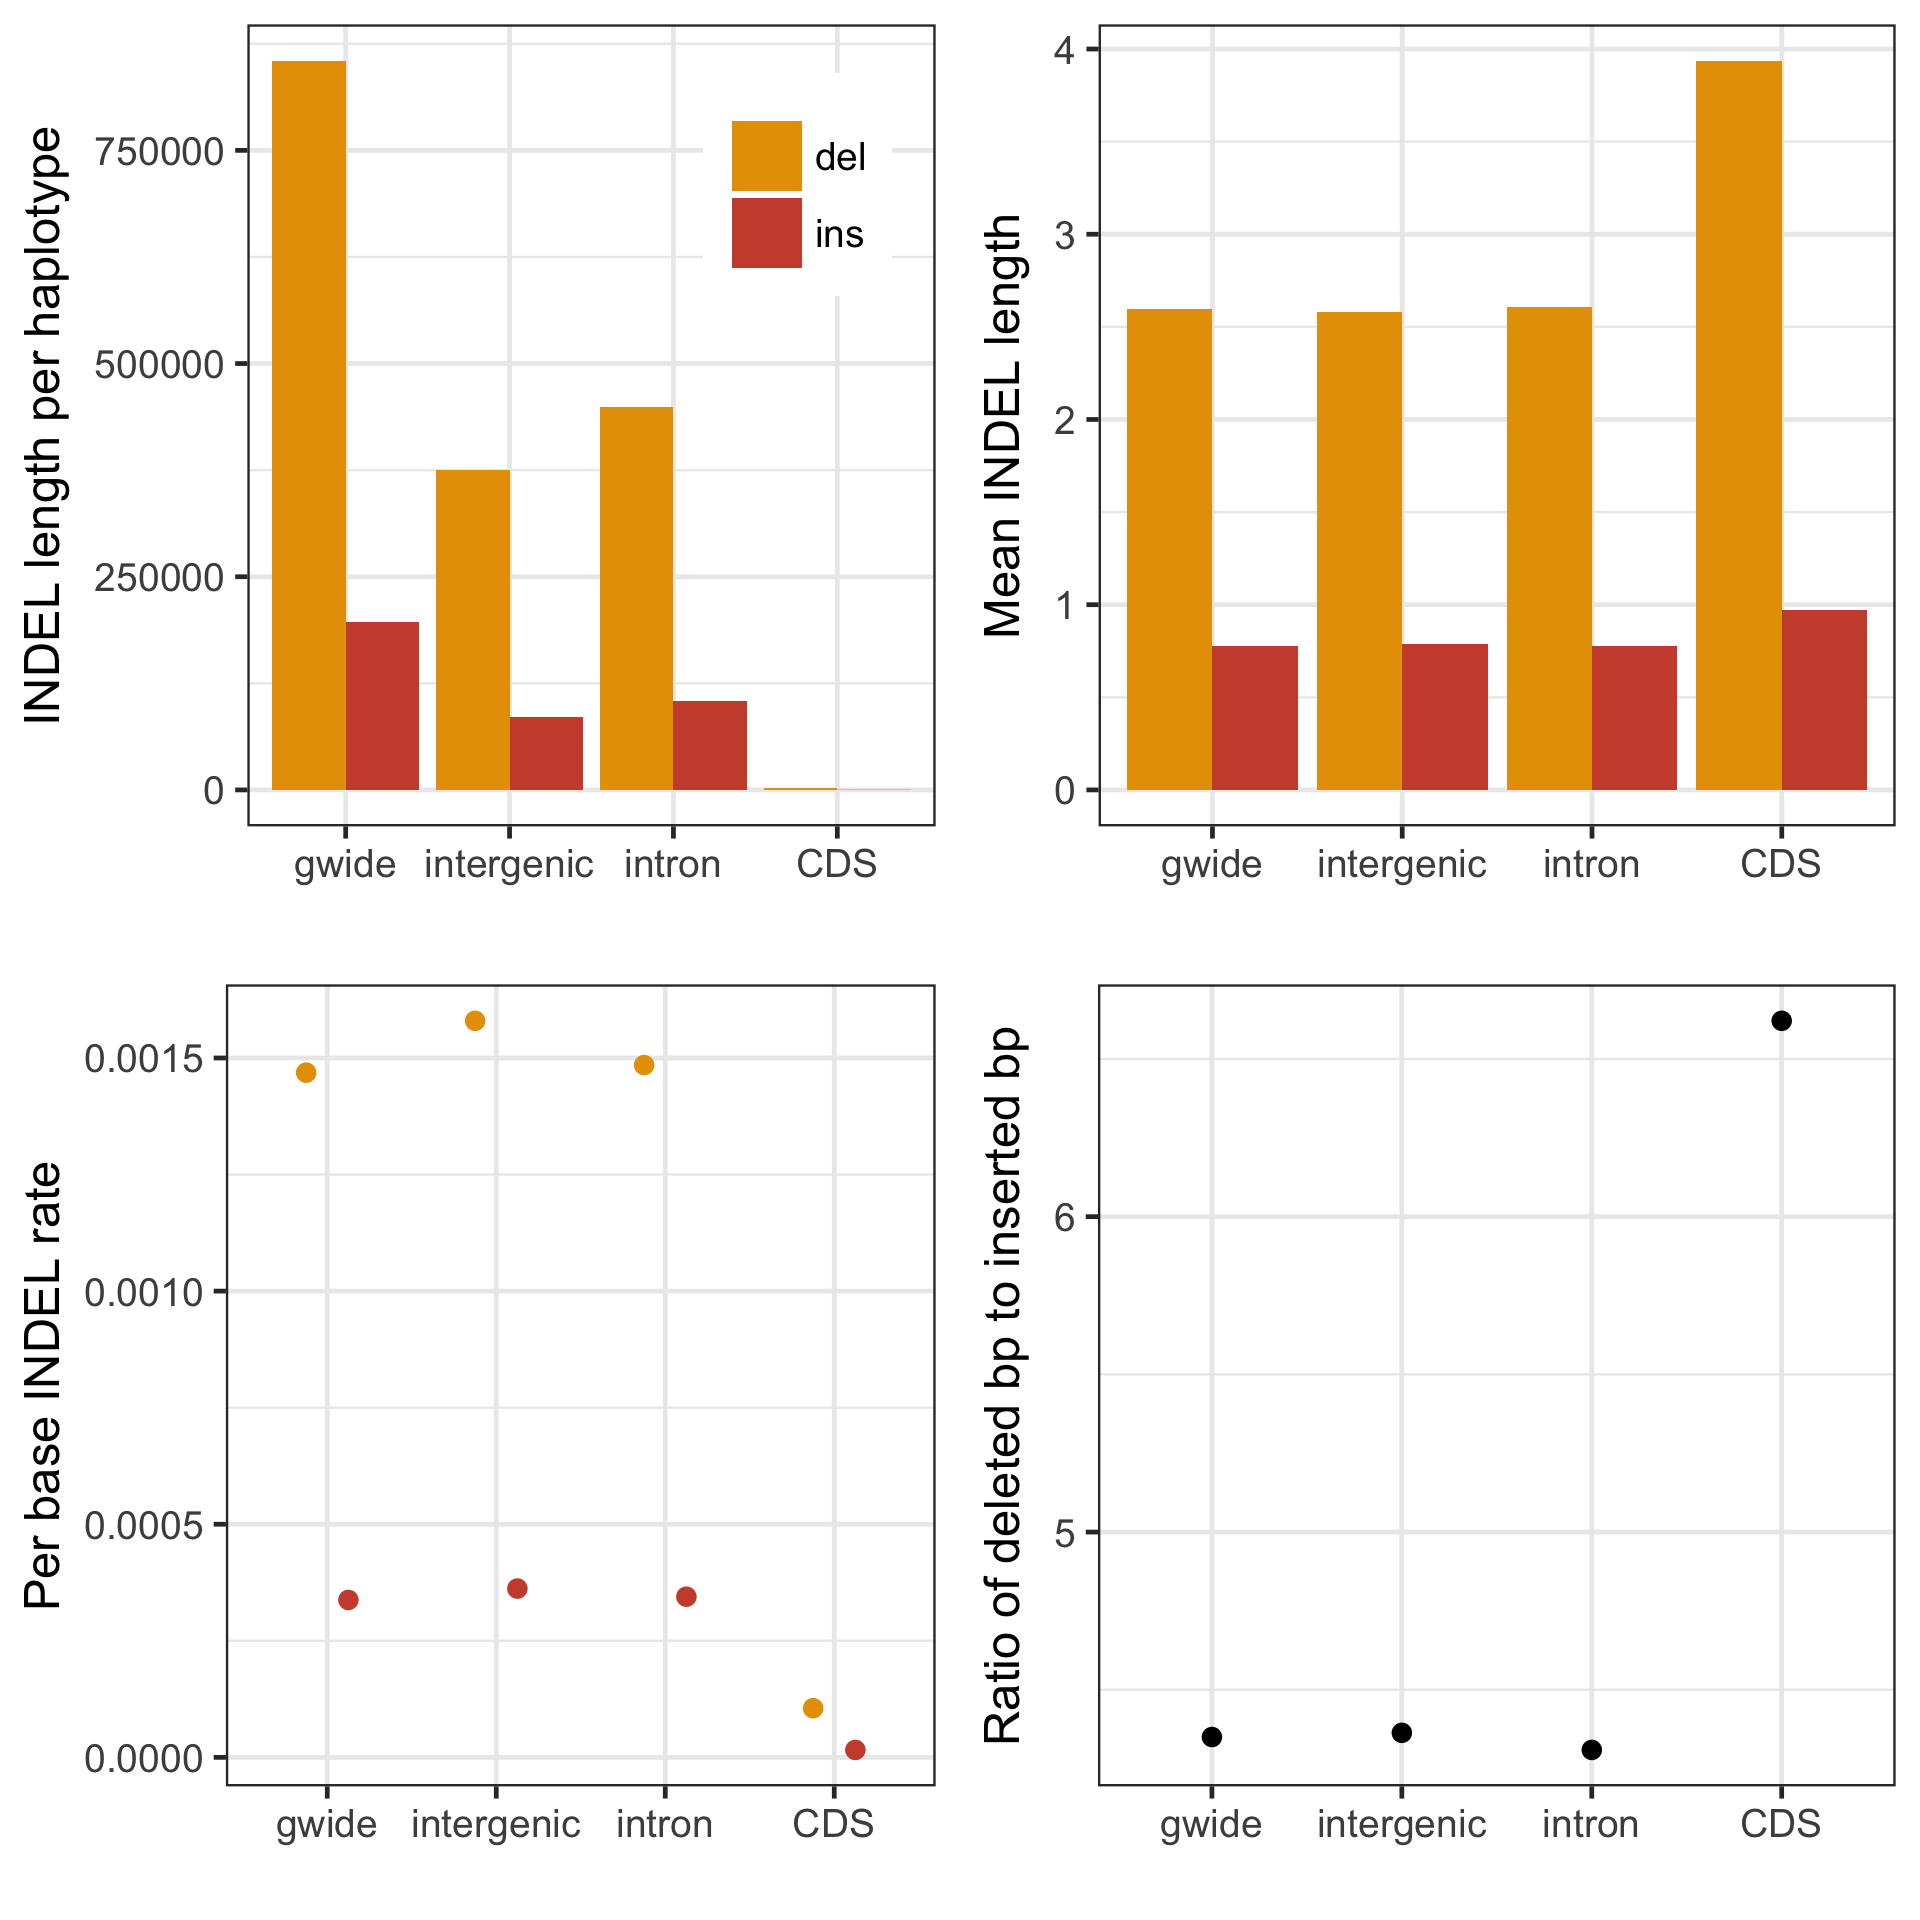 INDEL length per haplotype
750000
500000
250000
0
del
ins
gwide intergenic intron CDS
Mean INDEL length
4
3
2
1
0
gwide intergenic intron CDS
Per base INDEL rate
0.0015
0.0010
0.0005
0.0000
gwide intergenic intron CDS
Ratio of deleted bp to inserted bp
6
5
gwide intergenic intron CDS